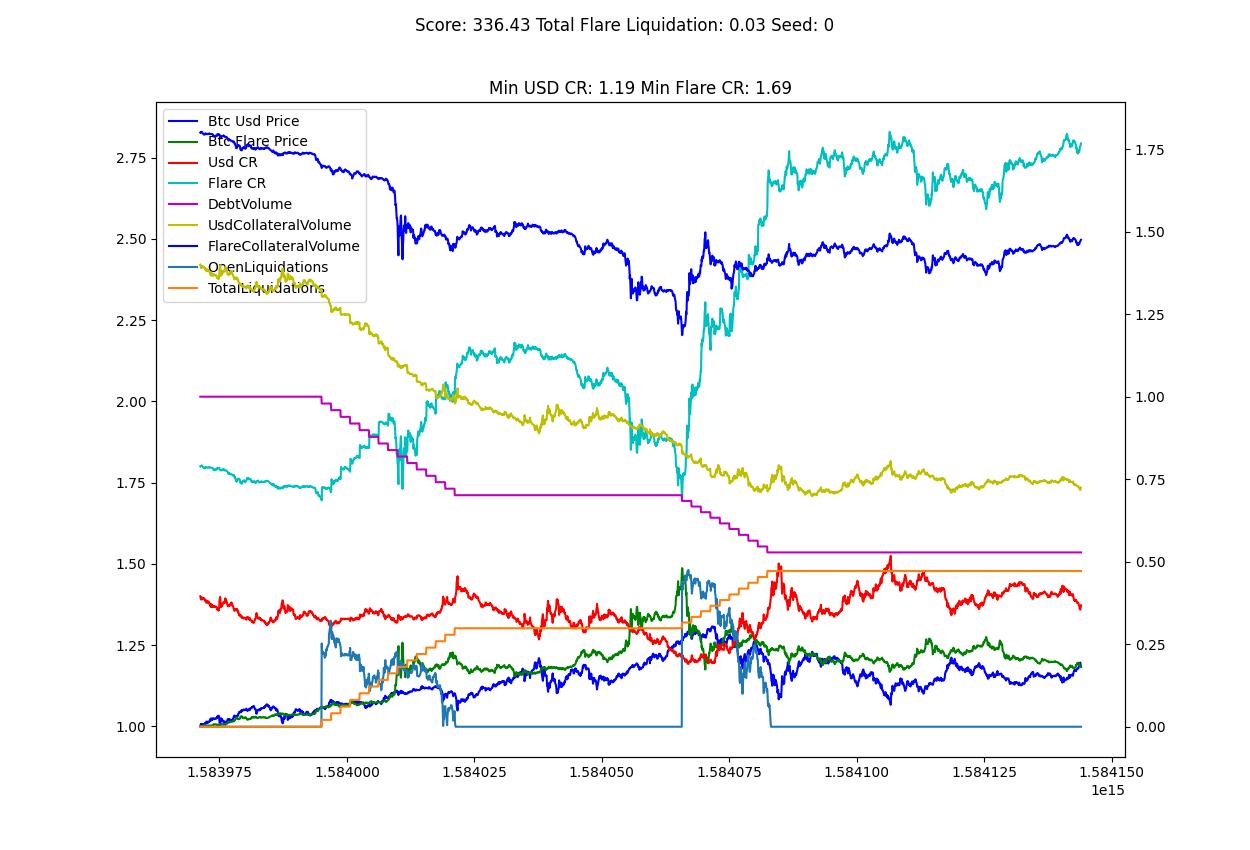 Score: 336.43 Total Flare Liquidation: 0.03 Seed: 0
Min USD CR: 1.19 Min Flare CR: 1.69
Btc Usd Price
Btc Flare Price
Usd CR
Flare CR
DebtVolume
UsdCollateralVolume
FlareCollateralVolume
OpenLiquidations
TotalLiquidations
2.75
2.50
2.25
2.00
1.75
1.50
1.25
1.00
1.75
1.50
1.25
1.00
0.75
0.50
0.25
0.00
1.583975 1.584000 1.584025 1.584050 1.584075 1.584100 1.584125 1.584150
1e15